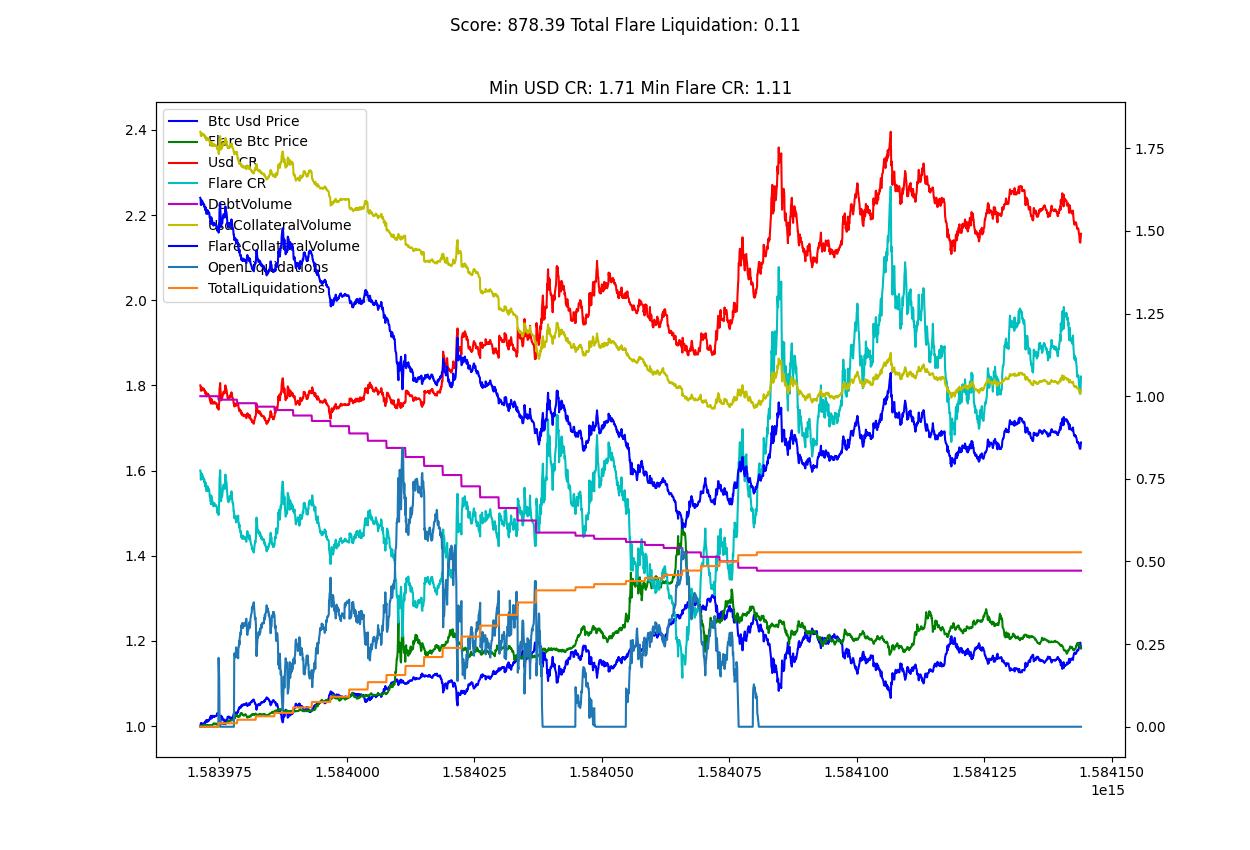 Score: 878.39 Total Flare Liquidation: 0.11
Min USD CR: 1.71 Min Flare CR: 1.11
Btc Usd Price
Flare Btc Price
Usd CR
Flare CR
DebtVolume
UsdCollateralVolume
FlareCollateralVolume
OpenLiquidations
TotalLiquidations
2.4
2.2
2.0
1.8
1.6
1.4
1.2
1.0
1.75
1.50
1.25
1.00
0.75
0.50
0.25
0.00
1.583975 1.584000 1.584025 1.584050 1.584075 1.584100 1.584125 1.584150
1e15